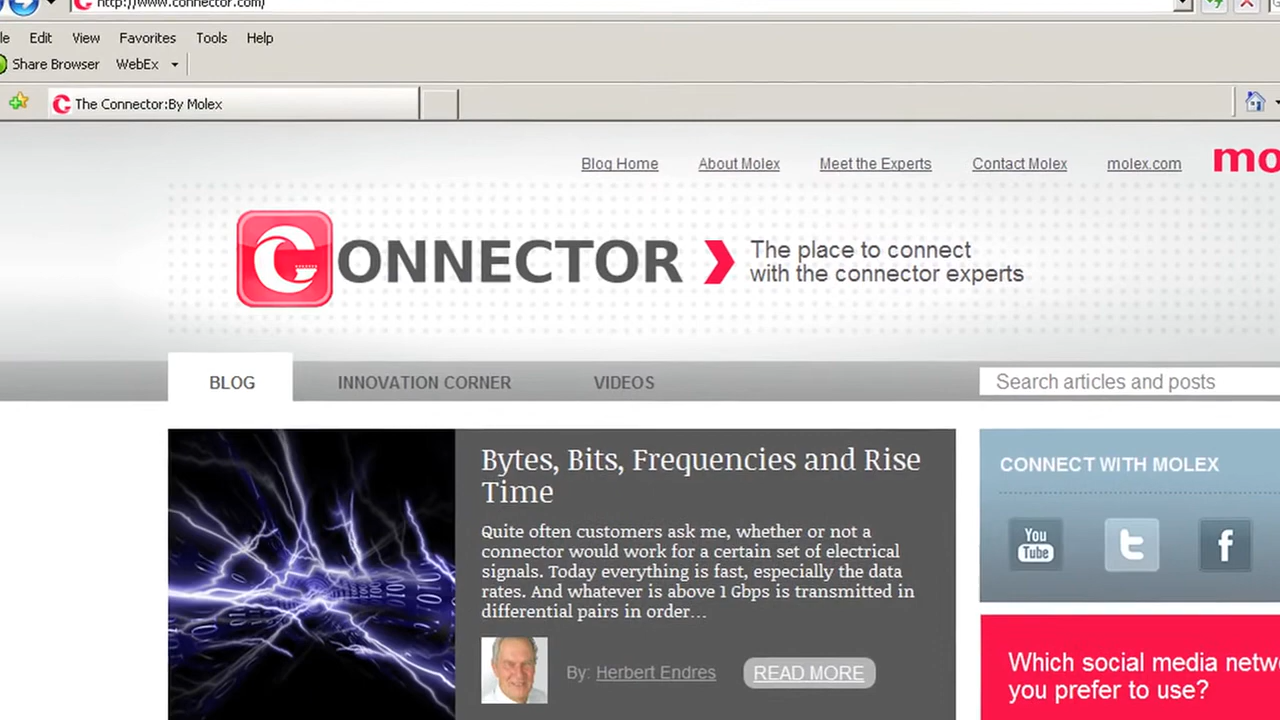 http://www.connector.com/
Edit View Favorites Tools Help
Share Browser WebEx
The Connector:By Molex
Blog Home About Molex Meet the Experts Contact Molex molex.com
CONNECTOR
The place to connect
with the connector experts
BLOG INNOVATION CORNER VIDEOS
Search articles and posts
Bytes, Bits, Frequencies and Rise
Time
Quite often customers ask me, whether or not a
connector would work for a certain set of electrical
signals. Today everything is fast, especially the data
rates. And whatever is above 1 Gbps is transmitted in
differential pairs in order...
By: Herbert Endres READ MORE
CONNECT WITH MOLEX
You
Tube
Which social media
you prefer to use?